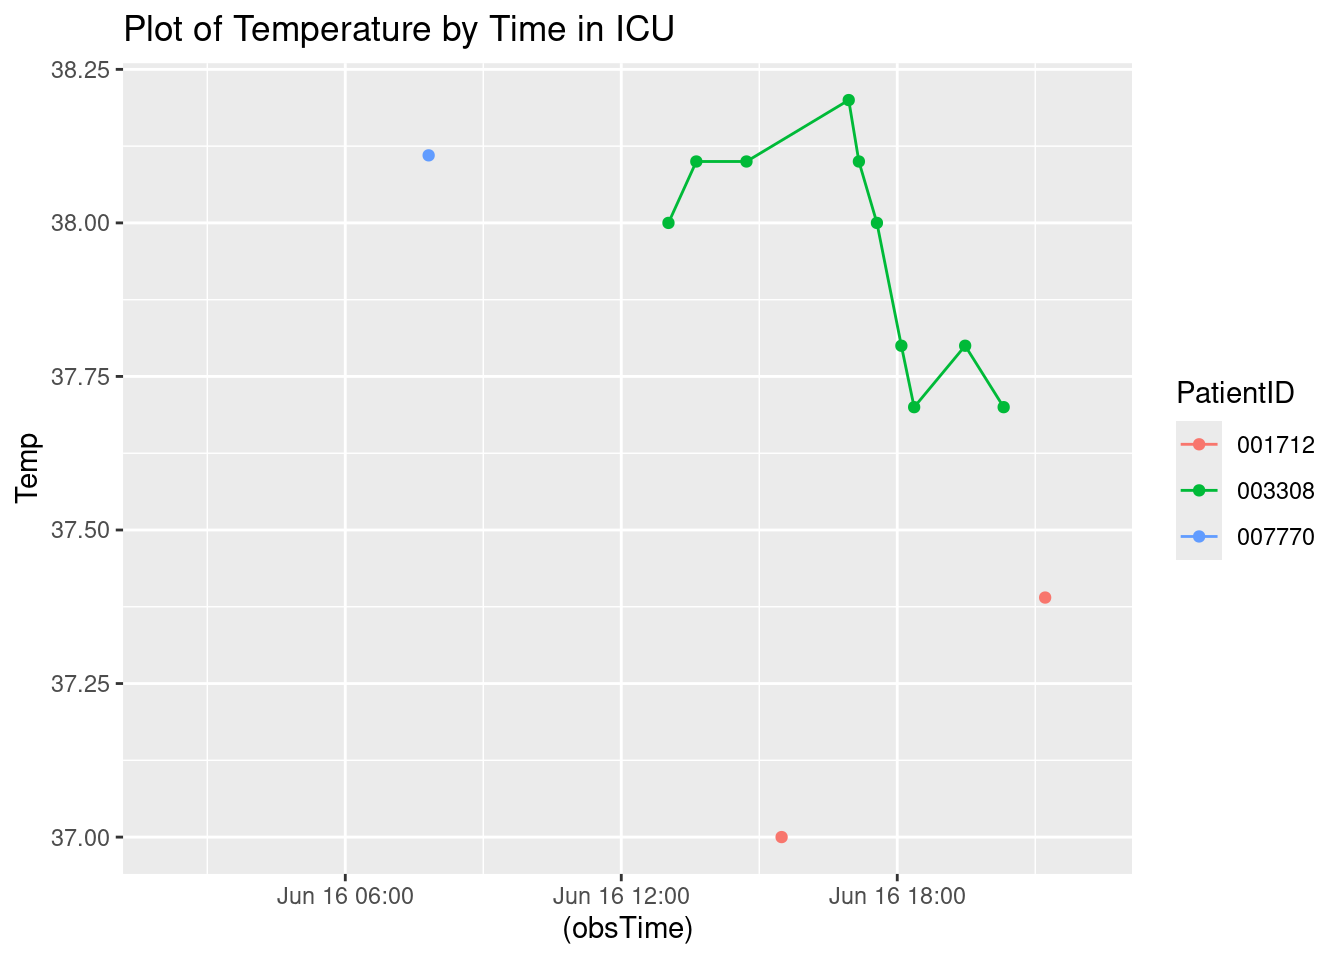 Plot of Temperature by Time in ICU
38.25
38.00
37.75
37.50
37.25
37.00
Temp
Jun 16 06:00 Jun 16 12:00 Jun 16 18:00
(obsTime)
PatientID
001712
003308
007770